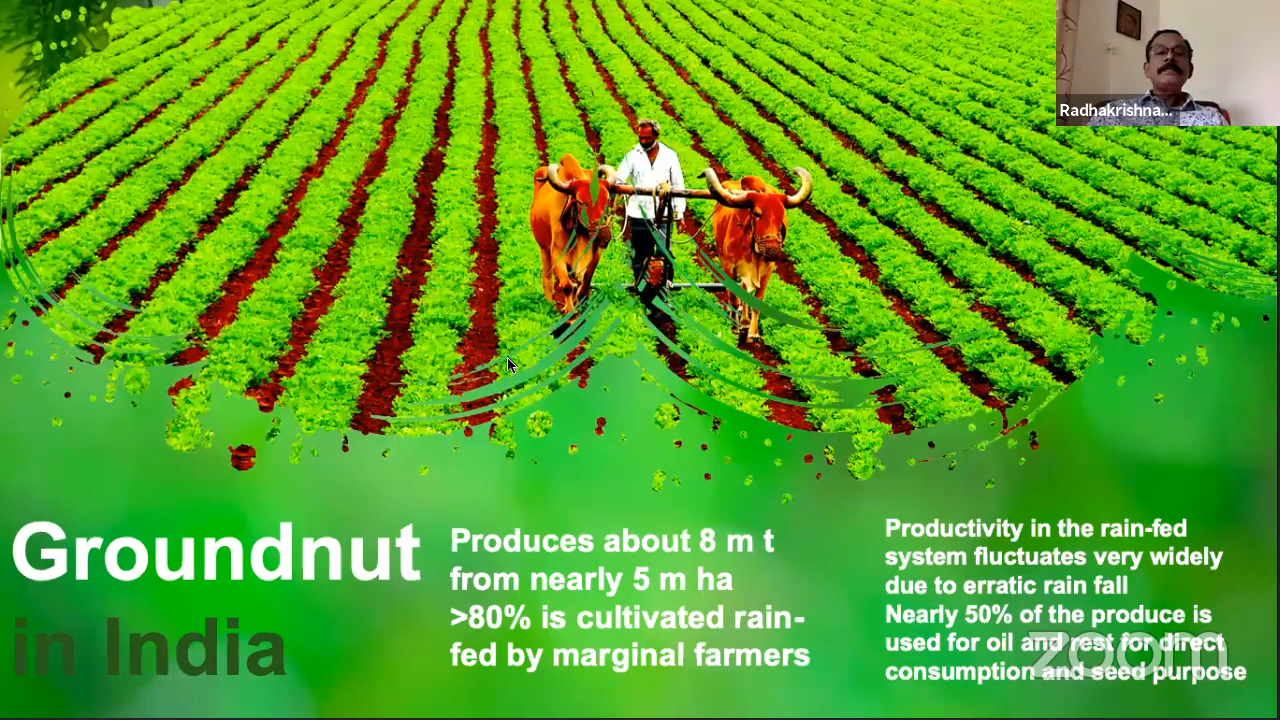 Radhakrishna...
Groundnut
in India
Produces about 8 m t
from nearly 5 m ha
>80% is cultivated rain-
fed by marginal farmers
Productivity in the rain-fed
system fluctuates very widely
due to erratic rain fall
Nearly 50% of the produce is
used for oil and rest for direct
consumption and seed purpose
zoom